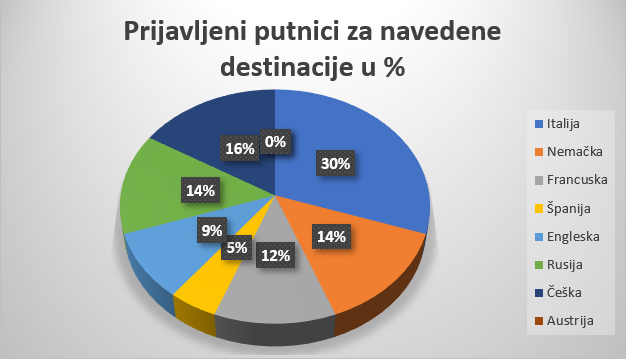 Prijavljeni putnici za navedene
destinacije u %
16%
0%
30%
14%
9%
5%
12%
14%
Italija
Nemačka
Francuska
Španija
Engleska
Rusija
Češka
Austrija